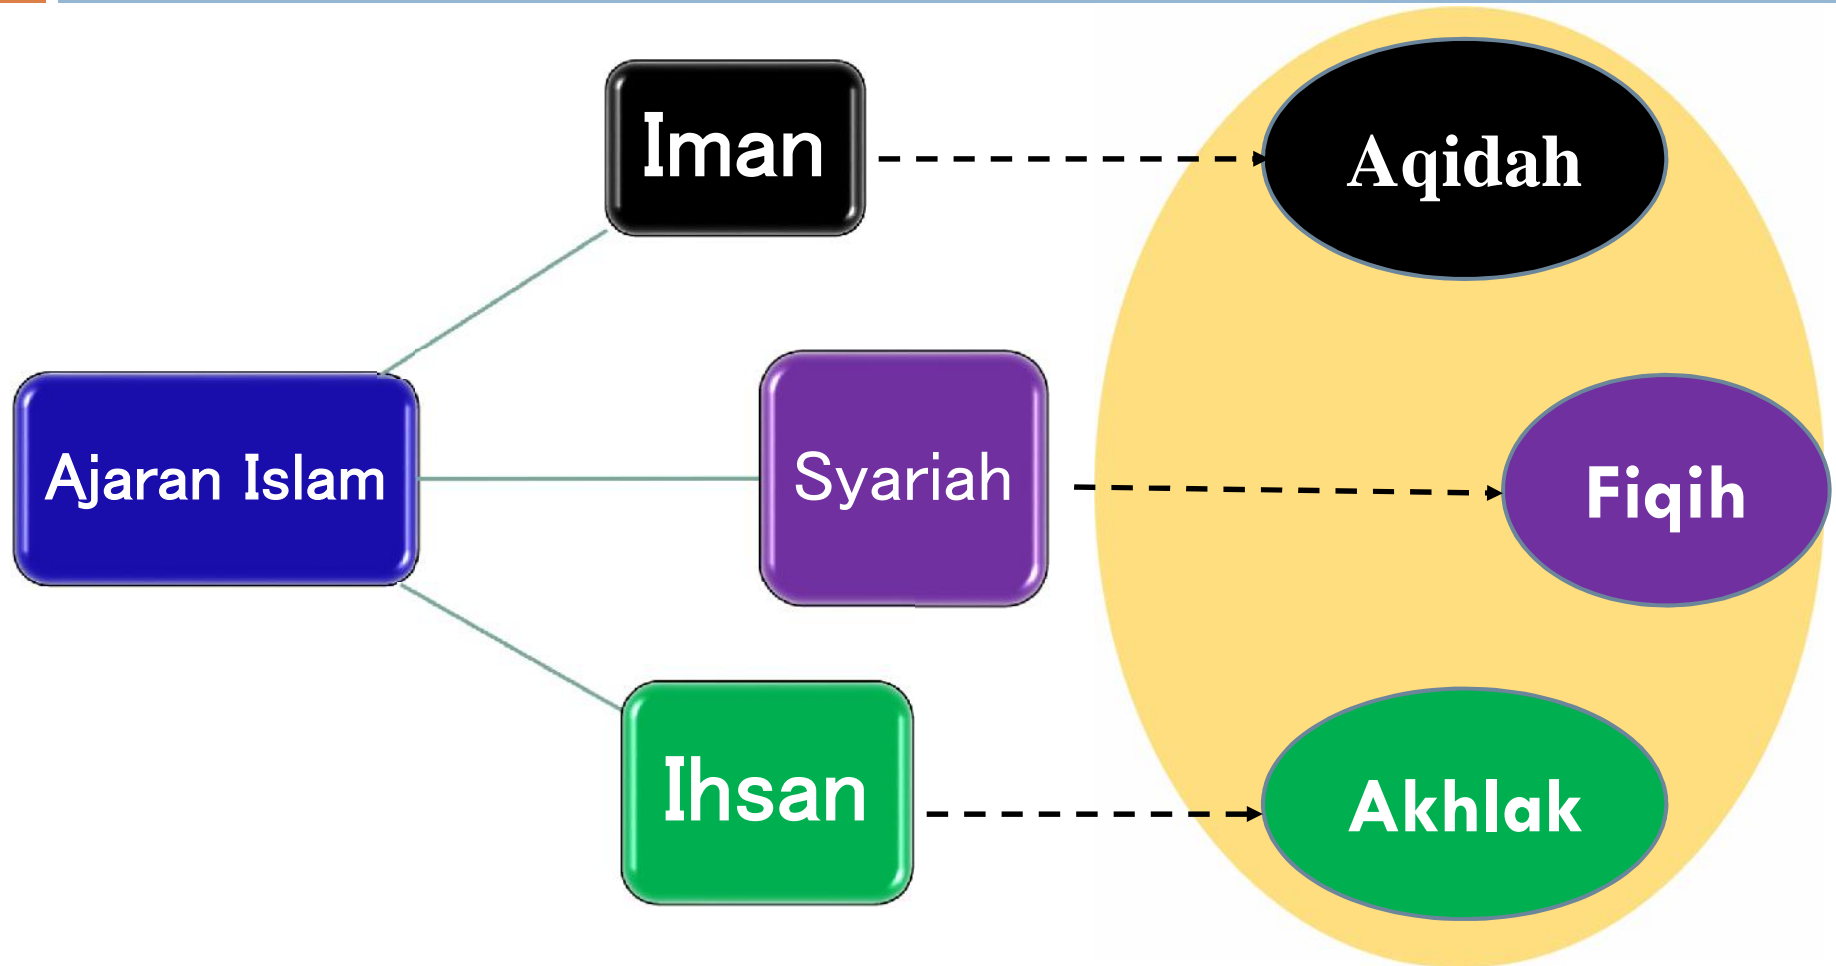 Iman
Aqidah
Ajaran Islam
Syariah
Fiqih
Ihsan
Akhlak